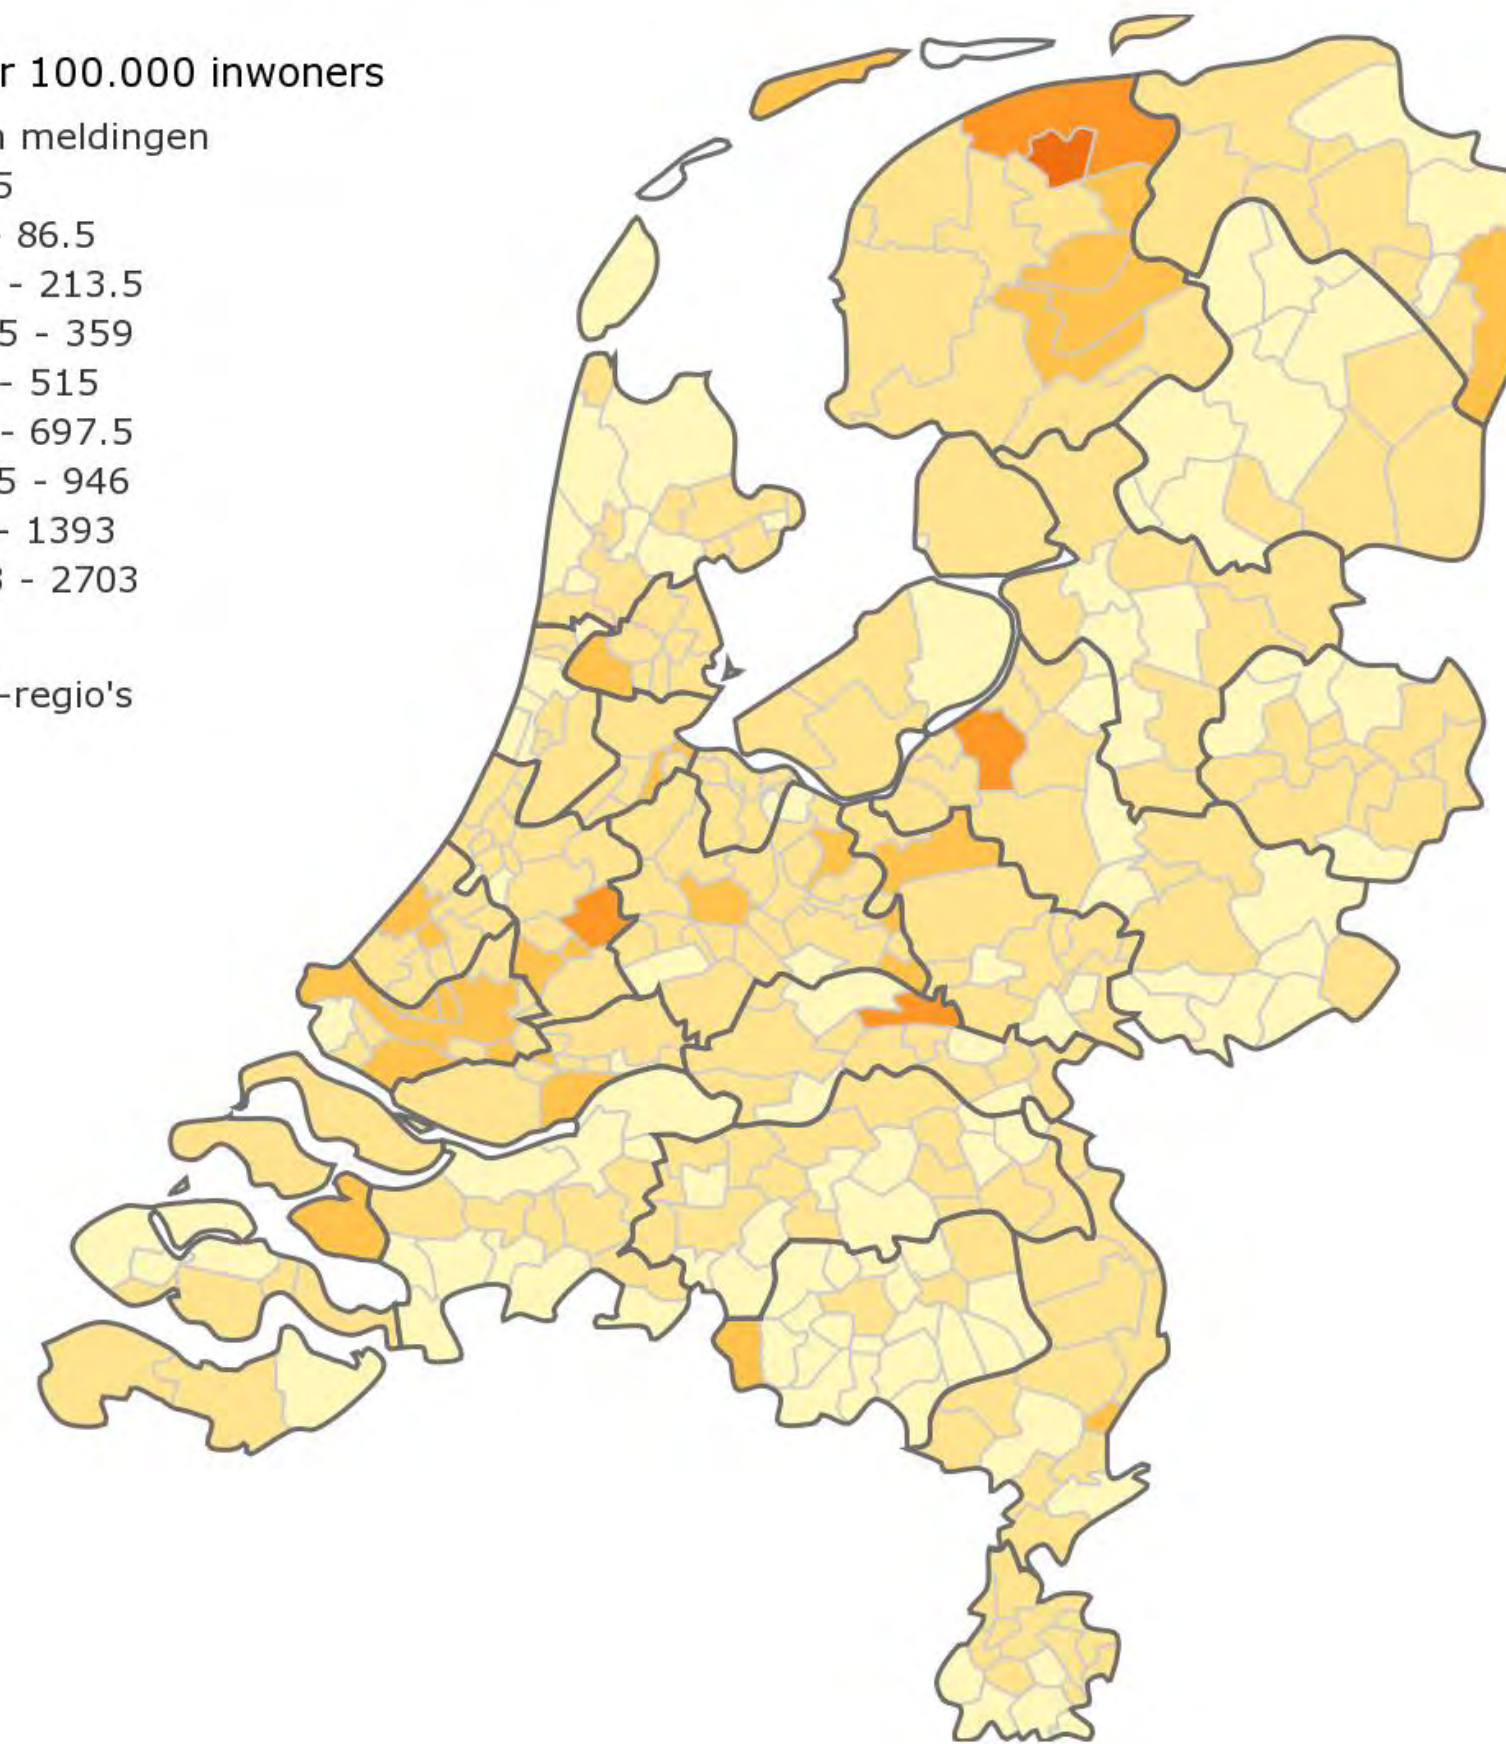 r 100.000 inwoners
n meldingen
5
- 86.5
- 213.5
5 - 359
- 515
- 697.5
5 - 946
- 1393
3 - 2703
-regio's